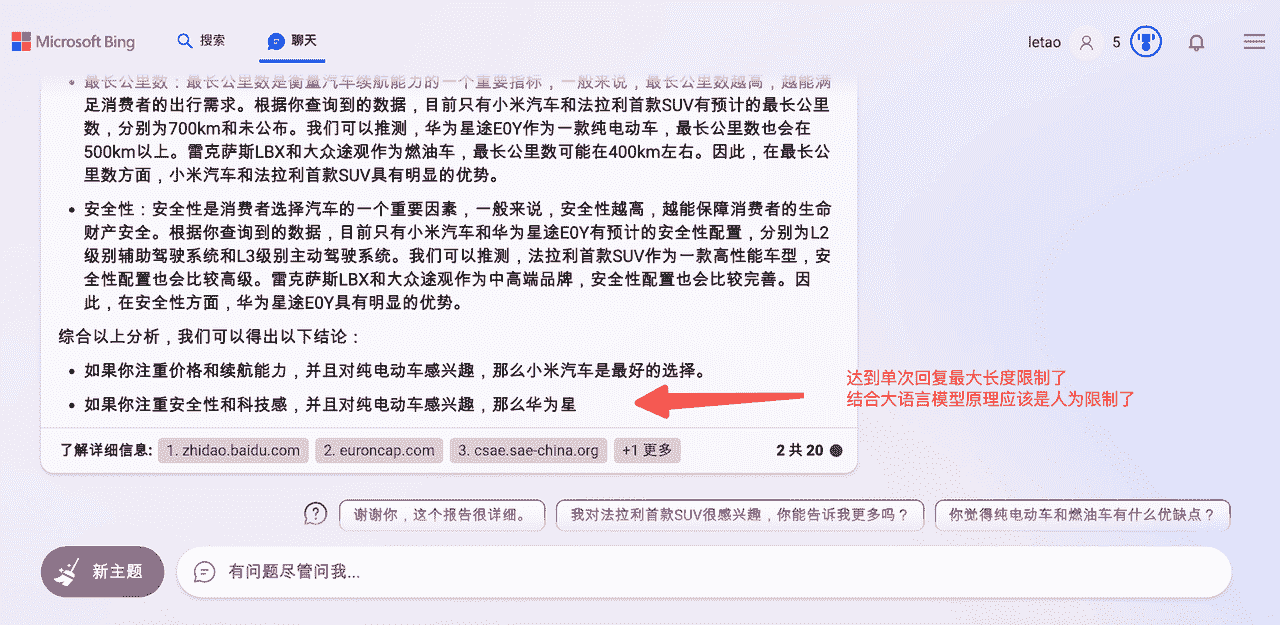 Microsoft Bing
搜索
聊天
letao
5
最长公里数：最长公里数是衡量汽车续航能力的一个重要指标，一般来说，最长公里数越高，越能满
足消费者的出行需求。根据你查询到的数据，目前只有小米汽车和法拉利首款SUV有预计的最长公里
数，分别为700km和未公布。我们可以推测，华为星途E0Y作为一款纯电动车，最长公里数也会在
500km以上。雷克萨斯LBX和大众途观作为燃油车，最长公里数可能在400km左右。因此，在最长公
里数方面，小米汽车和法拉利首款SUV具有明显的优势。
安全性：安全性是消费者选择汽车的一个重要因素，一般来说，安全性越高，越能保障消费者的生命
财产安全。根据你查询到的数据，目前只有小米汽车和华为星途E0Y有预计的安全性配置，分别为L2
级别辅助驾驶系统和L3级别主动驾驶系统。我们可以推测，法拉利首款SUV作为一款高性能车型，安
全性配置也会比较高级。雷克萨斯LBX和大众途观作为中高端品牌，安全性配置也会比较完善。因
此，在安全性方面，华为星途E0Y具有明显的优势。
综合以上分析，我们可以得出以下结论：
如果你注重价格和续航能力，并且对纯电动车感兴趣，那么小米汽车是最好的选择。
如果你注重安全性和科技感，并且对纯电动车感兴趣，那么华为星
达到单次回复最大长度限制了
结合大语言模型原理应该是人为限制了
了解详细信息: 1. zhidao.baidu.com 2. euroncap.com 3. csae.sae-china.org +1 更多 2 共 20
谢谢你，这个报告很详细。 我对法拉利首款SUV很感兴趣，你能告诉我更多吗？ 你觉得纯电动车和燃油车有什么优缺点？
新主题
有问题尽管问我...